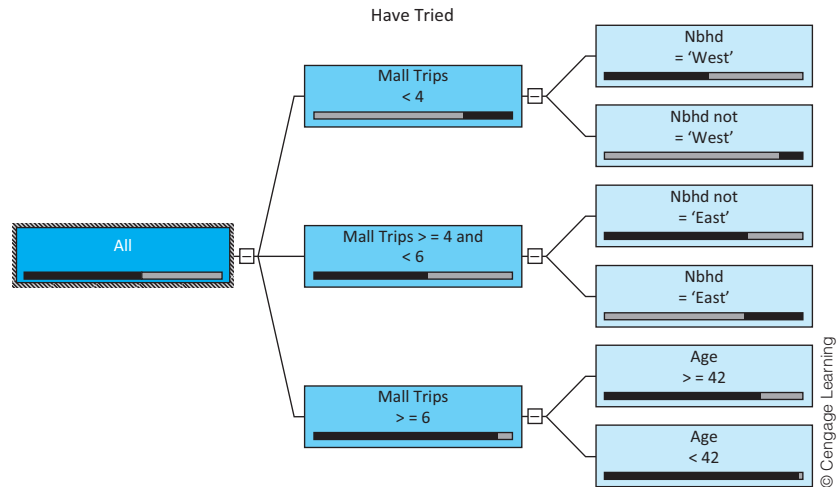 Have Tried
All
Mall Trips
< 4
Mall Trips > = 4 and
< 6
Mall Trips
> = 6
Nbhd
= ‘West’
Nbhd not
= ‘West’
Nbhd not
= ‘East’
Nbhd
= ‘East’
Age
> = 42
Age
< 42
© Cengage Learning